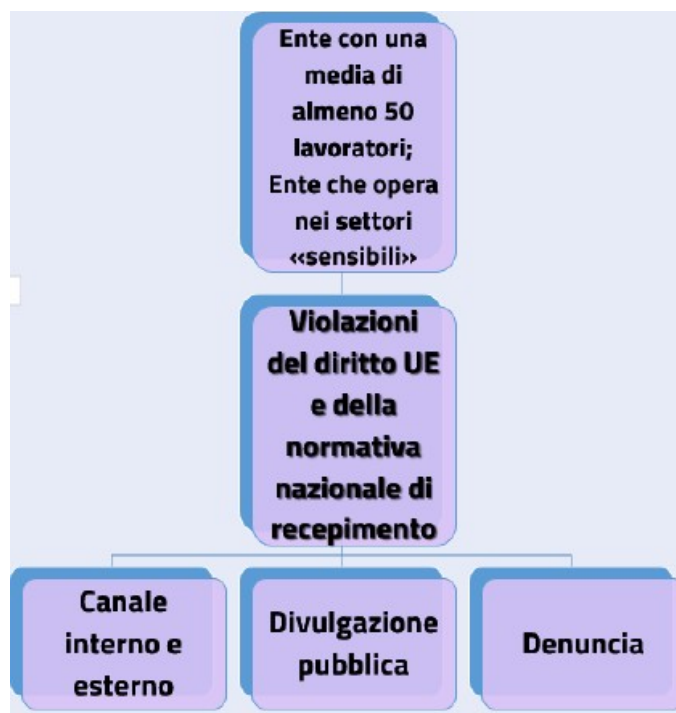 Ente con una
media di
almeno 50
lavoratori;
Ente che opera
nei settori
«sensibili»
Violazioni
del diritto UE
e della
normativa
nazionale di
recepimento
Canale
interno e
esterno
Divulgazione
pubblica
Denuncia